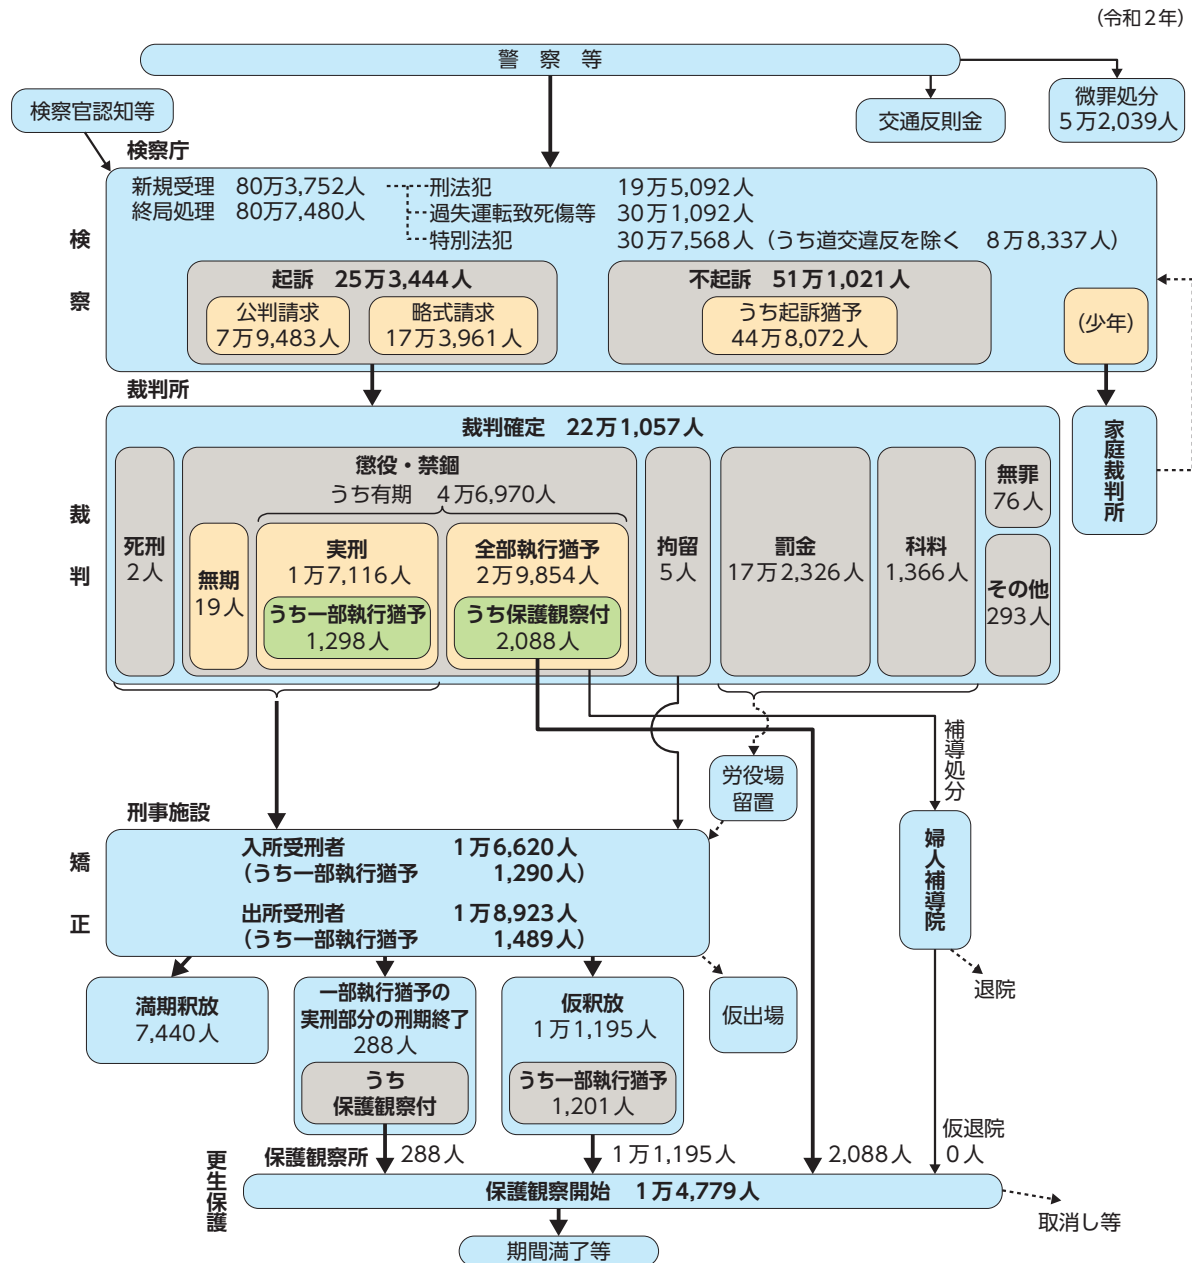 (令和2年)
警察等
検察官認知等
交通反則金
微罪処分
5万2,039人
検察庁
検察
新規受理 80万3,752人
終局処理 80万7,480人
刑法犯 19万5,092人
過失運転致死傷等 30万1,092人
特別法犯 30万7,568人(うち道交違反を除く 8万8,337人)
起訴 25万3,444人
公判請求
7万9,483人
略式請求
17万3,961人
不起訴 51万1,021人
うち起訴猶予
44万8,072人
(少年)
家庭裁判所
裁判所
裁判
裁判確定 22万1,057人
死刑
2人
懲役・禁錮
うち有期 4万6,970人
無期
19人
実刑
1万7,116人
うち一部執行猶予
1,298人
全部執行猶予
2万9,854人
うち保護観察付
2,088人
拘留
5人
罰金
17万2,326人
科料
1,366人
無罪
76人
その他
293人
労役場
留置
補導処分
婦人補導院
刑事施設
矯正
入所受刑者 1万6,620人
(うち一部執行猶予 1,290人)
出所受刑者 1万8,923人
(うち一部執行猶予 1,489人)
満期釈放
7,440人
一部執行猶予の
実刑部分の刑期終了
288人
うち
保護観察付
仮釈放
1万1,195人
うち一部執行猶予
1,201人
仮出場
退院
更生保護
保護観察所
288人
1万1,195人
2,088人
仮退院
0人
保護観察開始 1万4,779人
取消し等
期間満了等